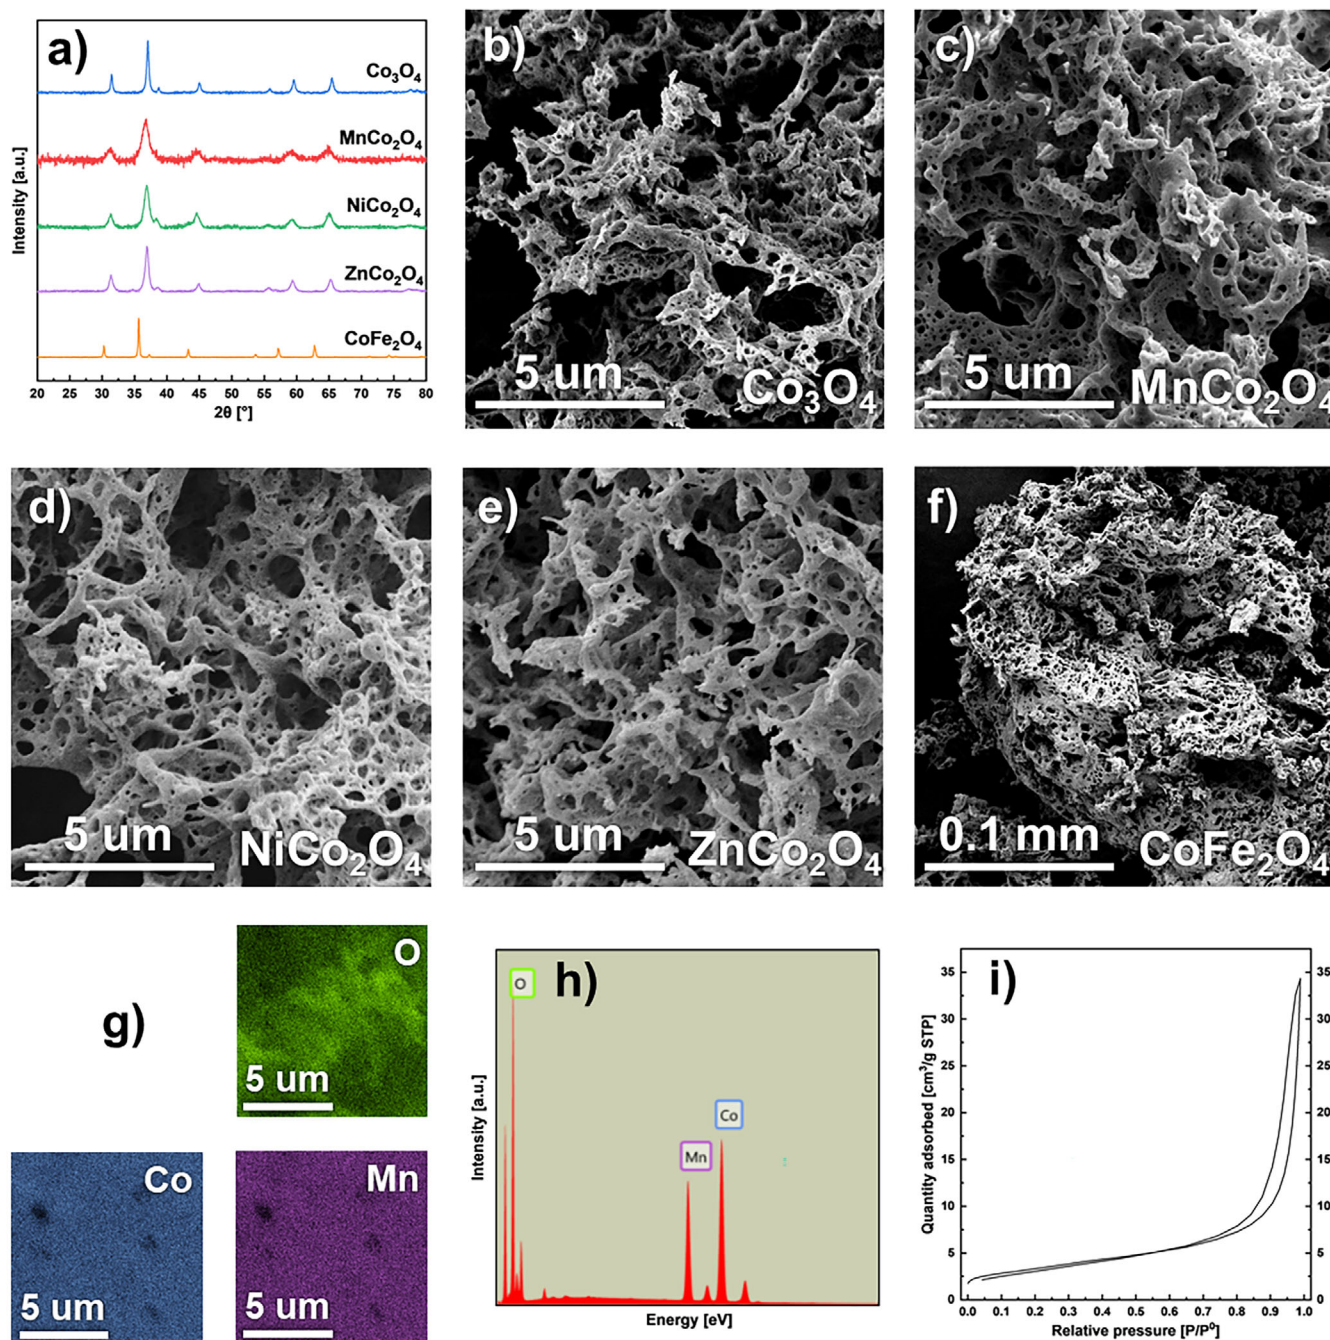 a)
Co₃O₄
MnCo₂O₄
NiCo₂O₄
ZnCo₂O₄
CoFe₂O₄
Intensity [a.u.]
20 25 30 35 40 45 50 55 60 65 70 75 80
2θ [°]
b)
5 um
Co₃O₄
c)
5 um
MnCo₂O₄
d)
5 um
NiCo₂O₄
e)
5 um
ZnCo₂O₄
f)
0.1 mm
CoFe₂O₄
g)
O
5 um
Co
5 um
Mn
5 um
h)
O
Mn
Co
Intensity [a.u.]
Energy [eV]
i)
Quantity adsorbed [cm³/g STP]
35
30
25
20
15
10
5
0
35
30
25
20
15
10
5
0
0.0 0.1 0.2 0.3 0.4 0.5 0.6 0.7 0.8 0.9 1.0
Relative pressure [P/P⁰]